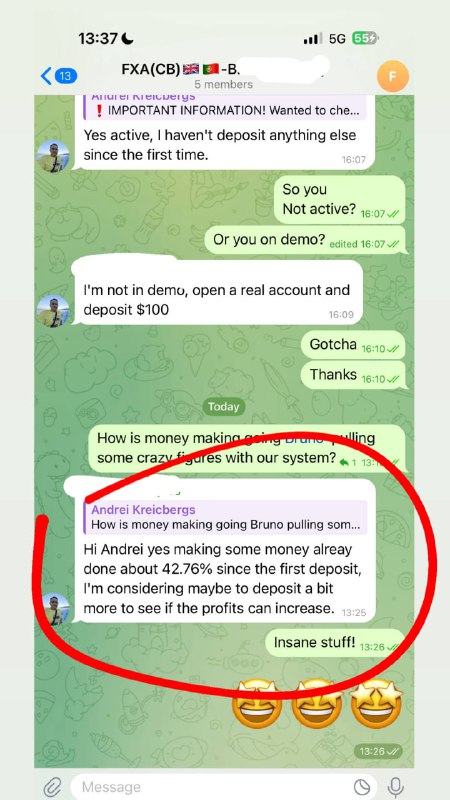 13:37
5G 55
13
FXA(CB)🇬🇧🇵🇹-B.
5 members
F
Andrei Kreicbergs
❗ IMPORTANT INFORMATION! Wanted to che...
Yes active, I haven't deposit anything else
since the first time.
16:07
So you
Not active? 16:07
Or you on demo? edited 16:07
I'm not in demo, open a real account and
deposit $100
16:09
Gotcha
16:10
Thanks
16:10
Today
How is money making going Bruno pulling
some crazy figures with our system?
1
Andrei Kreicbergs
How is money making going Bruno pulling som...
Hi Andrei yes making some money alreay
done about 42.76% since the first deposit,
I'm considering maybe to deposit a bit
more to see if the profits can increase.
13:25
Insane stuff! 13:26
🤩🤩🤩
13:26
Message